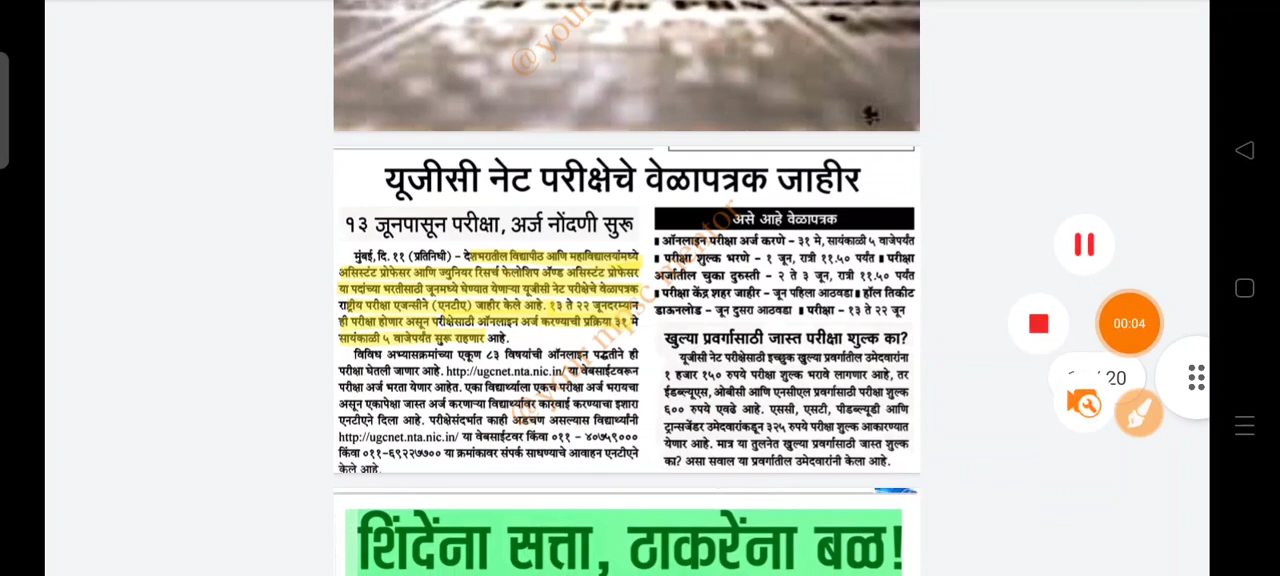 @your
यूजीसी नेट परीक्षेचे वेळापत्रक जाहीर
१३ जूनपासून परीक्षा, अर्ज नोंदणी सुरू
मुंबई, दि. ११ (प्रतिनिधी) – देशभरातील विद्यापीठ आणि महाविद्यालयांमध्ये
असिस्टंट प्रोफेसर आणि ज्युनियर रिसर्च फेलोशिप अ‍ॅण्ड असिस्टंट प्रोफेसर
या पदांच्या भरतीसाठी जूनमध्ये घेण्यात येणाऱ्या यूजीसी नेट परीक्षेचे वेळापत्रक
राष्ट्रीय परीक्षा एजन्सीने (एनटीए) जाहीर केले आहे. १३ ते २२ जूनदरम्यान
ही परीक्षा होणार असून परीक्षेसाठी ऑनलाइन अर्ज करण्याची प्रक्रिया ३१ मे
सायंकाळी ५ वाजेपर्यंत सुरू राहणार आहे.
विविध अभ्यासक्रमांच्या एकूण ८३ विषयांची ऑनलाइन पद्धतीने ही
परीक्षा घेतली जाणार आहे. http://ugcnet.nta.nic.in/ या वेबसाईटवरून
परीक्षा अर्ज भरता येणार आहेत. एका विद्यार्थ्याला एकच परीक्षा अर्ज भरायचा
असून एकापेक्षा जास्त अर्ज करणाऱ्या विद्यार्थ्यांवर कारवाई करण्याचा इशारा
एनटीएने दिला आहे. परीक्षेसंदर्भात काही अडचण असल्यास विद्यार्थ्यांनी
http://ugcnet.nta.nic.in/ या वेबसाईटवर किंवा ०११ – ४०७५९०००
किंवा ०११-६९२२७७०० या क्रमांकावर संपर्क साधण्याचे आवाहन एनटीएने
केले आहे.
असे आहे वेळापत्रक
▮ ऑनलाइन परीक्षा अर्ज करणे – ३१ मे, सायंकाळी ५ वाजेपर्यंत
▮ परीक्षा शुल्क भरणे – १ जून, रात्री ११.५० पर्यंत ▮ परीक्षा
अर्जातील चुका दुरुस्ती – २ ते ३ जून, रात्री ११.५० पर्यंत
▮ परीक्षा केंद्र शहर जाहीर – जून पहिला आठवडा ▮ हॉल तिकीट
डाऊनलोड – जून दुसरा आठवडा ▮ परीक्षा – १३ ते २२ जून
खुल्या प्रवर्गासाठी जास्त परीक्षा शुल्क का?
यूजीसी नेट परीक्षेसाठी इच्छुक खुल्या प्रवर्गातील उमेदवारांना
१ हजार १५० रुपये परीक्षा शुल्क भरावे लागणार आहे, तर
ईडब्ल्यूएस, ओबीसी आणि एनसीएल प्रवर्गासाठी परीक्षा शुल्क
६०० रुपये एवढे आहे. एससी, एसटी, पीडब्ल्यूडी आणि
ट्रान्सजेंडर उमेदवारांकडून ३२५ रुपये परीक्षा शुल्क आकारण्यात
येणार आहे. मात्र या तुलनेत खुल्या प्रवर्गासाठी जास्त शुल्क
का? असा सवाल या प्रवर्गातील उमेदवारांनी केला आहे.
@your mpsc mentor
शिंदेंना सत्ता, ठाकरेंना बळ!
00:04
/ 20